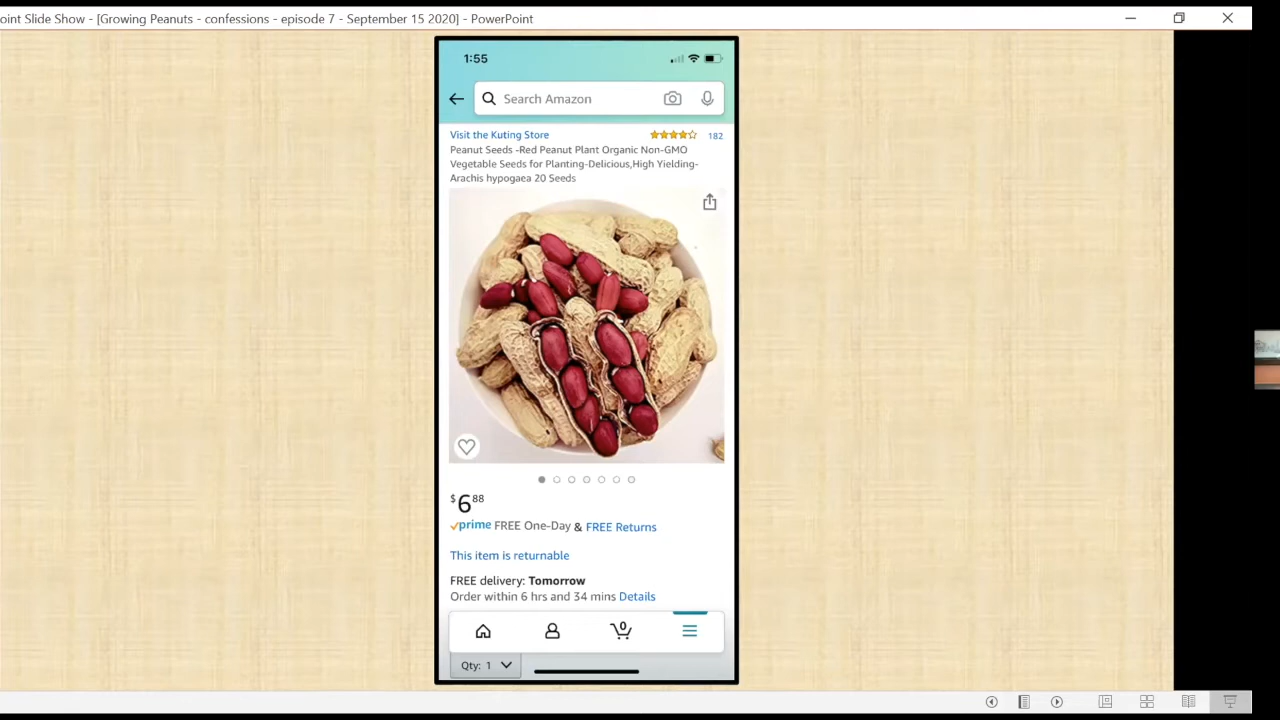 oint Slide Show - [Growing Peanuts - confessions - episode 7 - September 15 2020] - PowerPoint
1:55
Search Amazon
Visit the Kuting Store 182
Peanut Seeds -Red Peanut Plant Organic Non-GMO
Vegetable Seeds for Planting-Delicious,High Yielding-
Arachis hypogaea 20 Seeds
$6 88
prime FREE One-Day & FREE Returns
This item is returnable
FREE delivery: Tomorrow
Order within 6 hrs and 34 mins Details
0
Qty: 1